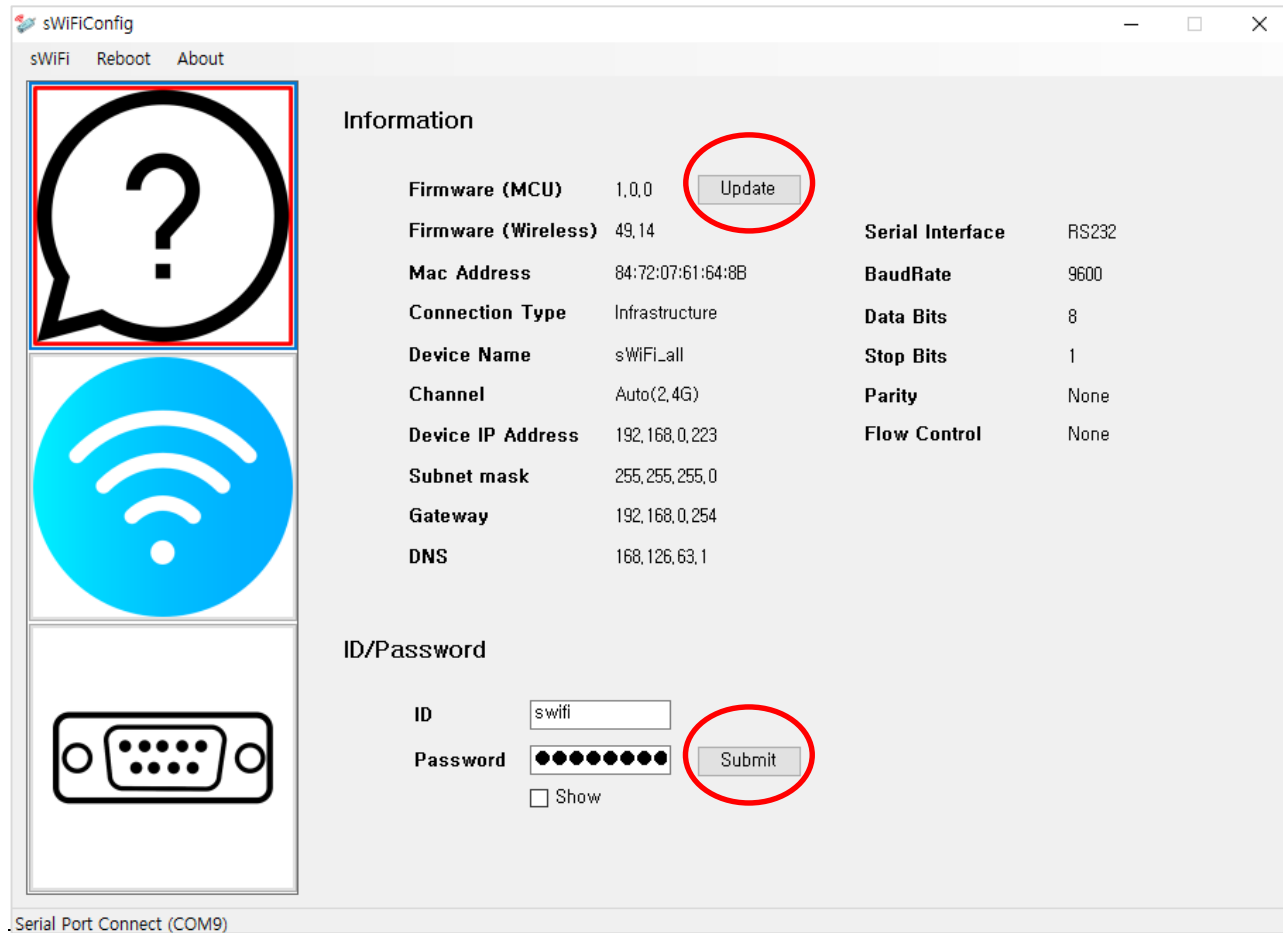 sWiFiConfig
sWiFi Reboot About
Information
Firmware (MCU) 1,0,0 Update
Firmware (Wireless) 49,14
Mac Address 84:72:07:61:64:8B
Connection Type Infrastructure
Device Name sWiFi_all
Channel Auto(2,4G)
Device IP Address 192,168,0,223
Subnet mask 255,255,255,0
Gateway 192,168,0,254
DNS 168,126,63,1
Serial Interface RS232
BaudRate 9600
Data Bits 8
Stop Bits 1
Parity None
Flow Control None
ID/Password
ID swifi
Password ●●●●●●●● Submit
Show
Serial Port Connect (COM9)